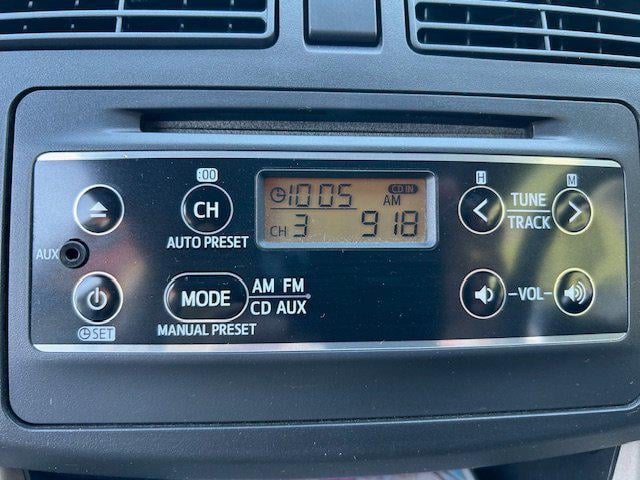 :00
H
M
1005
CD IN
AM
CH 3 918
CH
AUTO PRESET
TUNE
TRACK
AUX
MODE
AM FM
CD AUX
MANUAL PRESET
-VOL-
SET